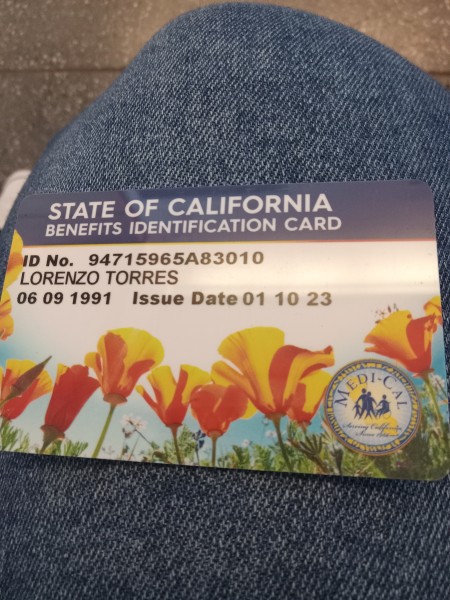 STATE OF CALIFORNIA
BENEFITS IDENTIFICATION CARD
ID No. 94715965A83010
LORENZO TORRES
06 09 1991 Issue Date 01 10 23
MEDI-CAL